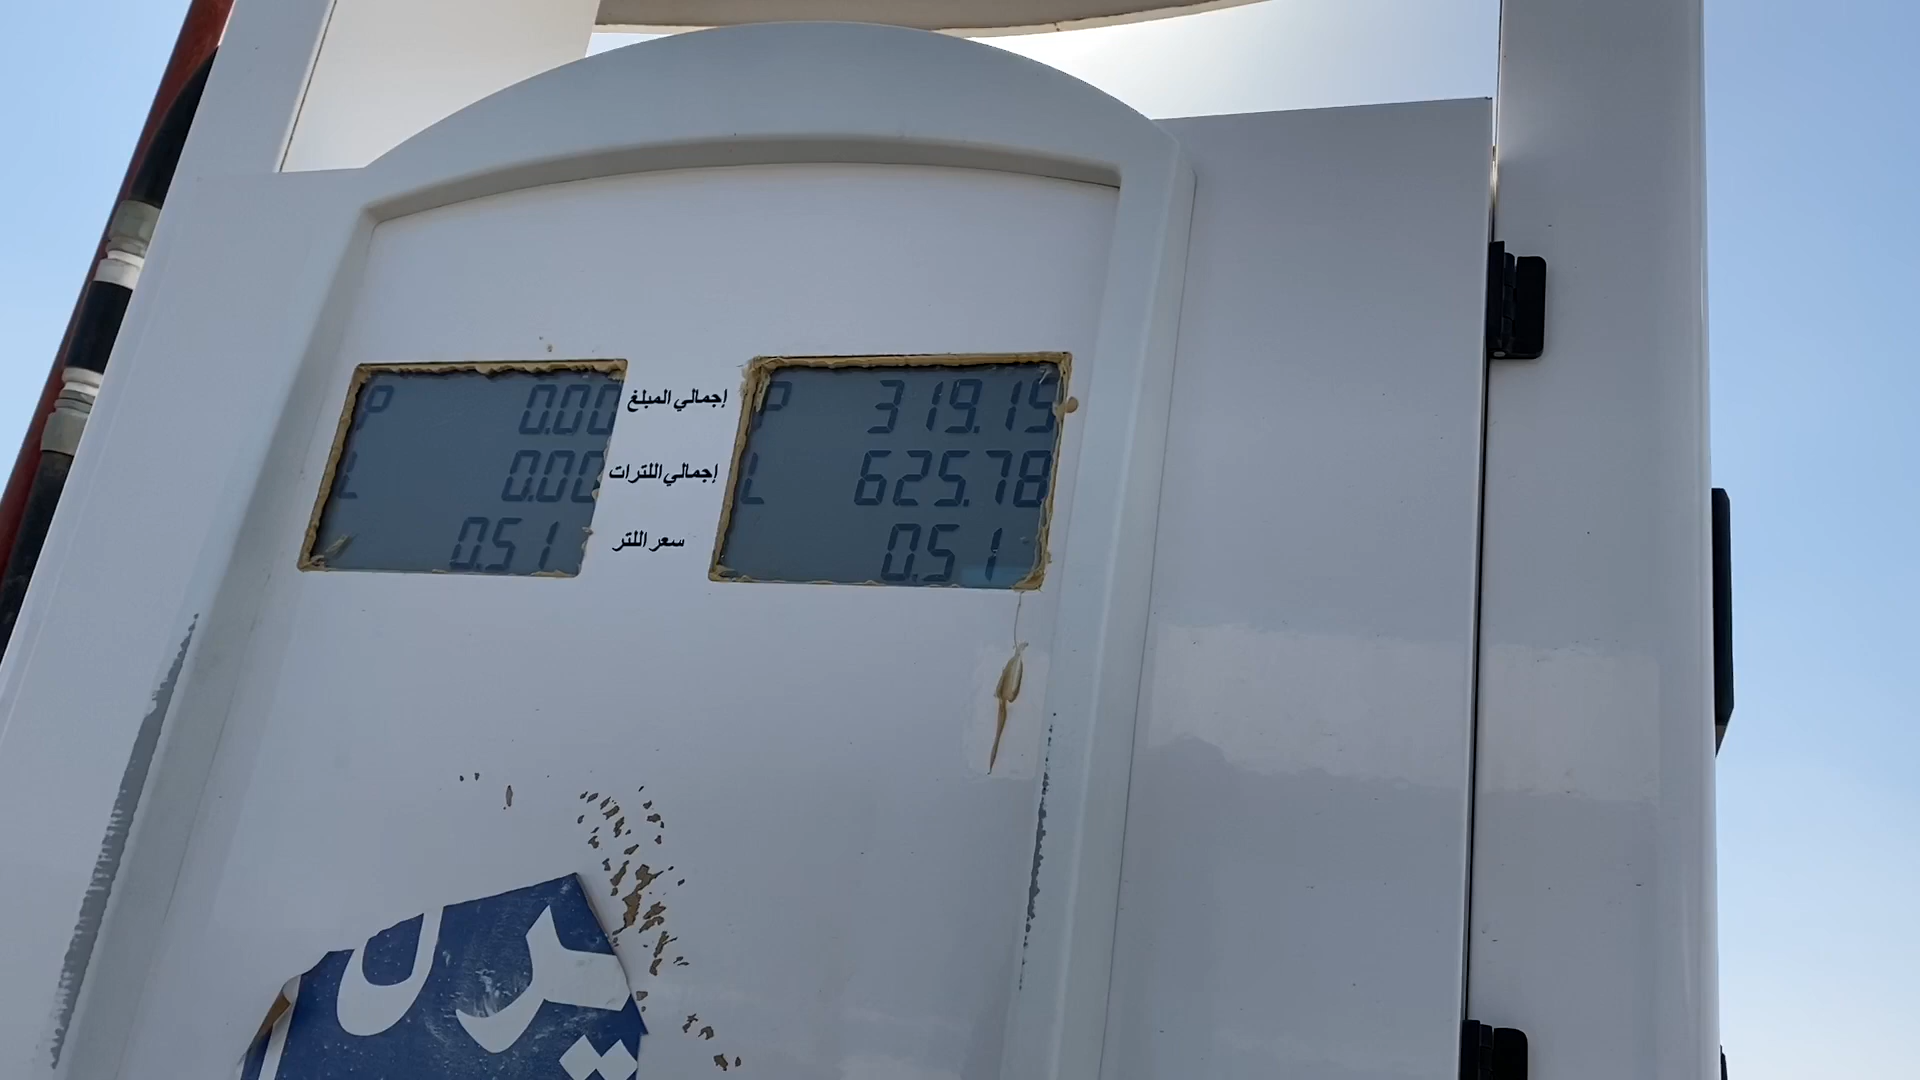 P 0.00 إجمالي المبلغ P 319.15
L 0.00 إجمالي اللترات L 625.78
0.51 سعر اللتر 0.51